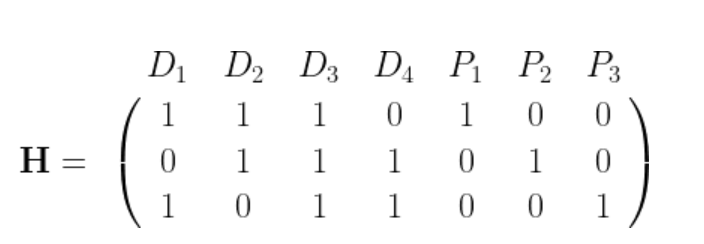 D₁ D₂ D₃ D₄ P₁ P₂ P₃
1 1 1 0 1 0 0
H = 0 1 1 1 0 1 0
1 0 1 1 0 0 1